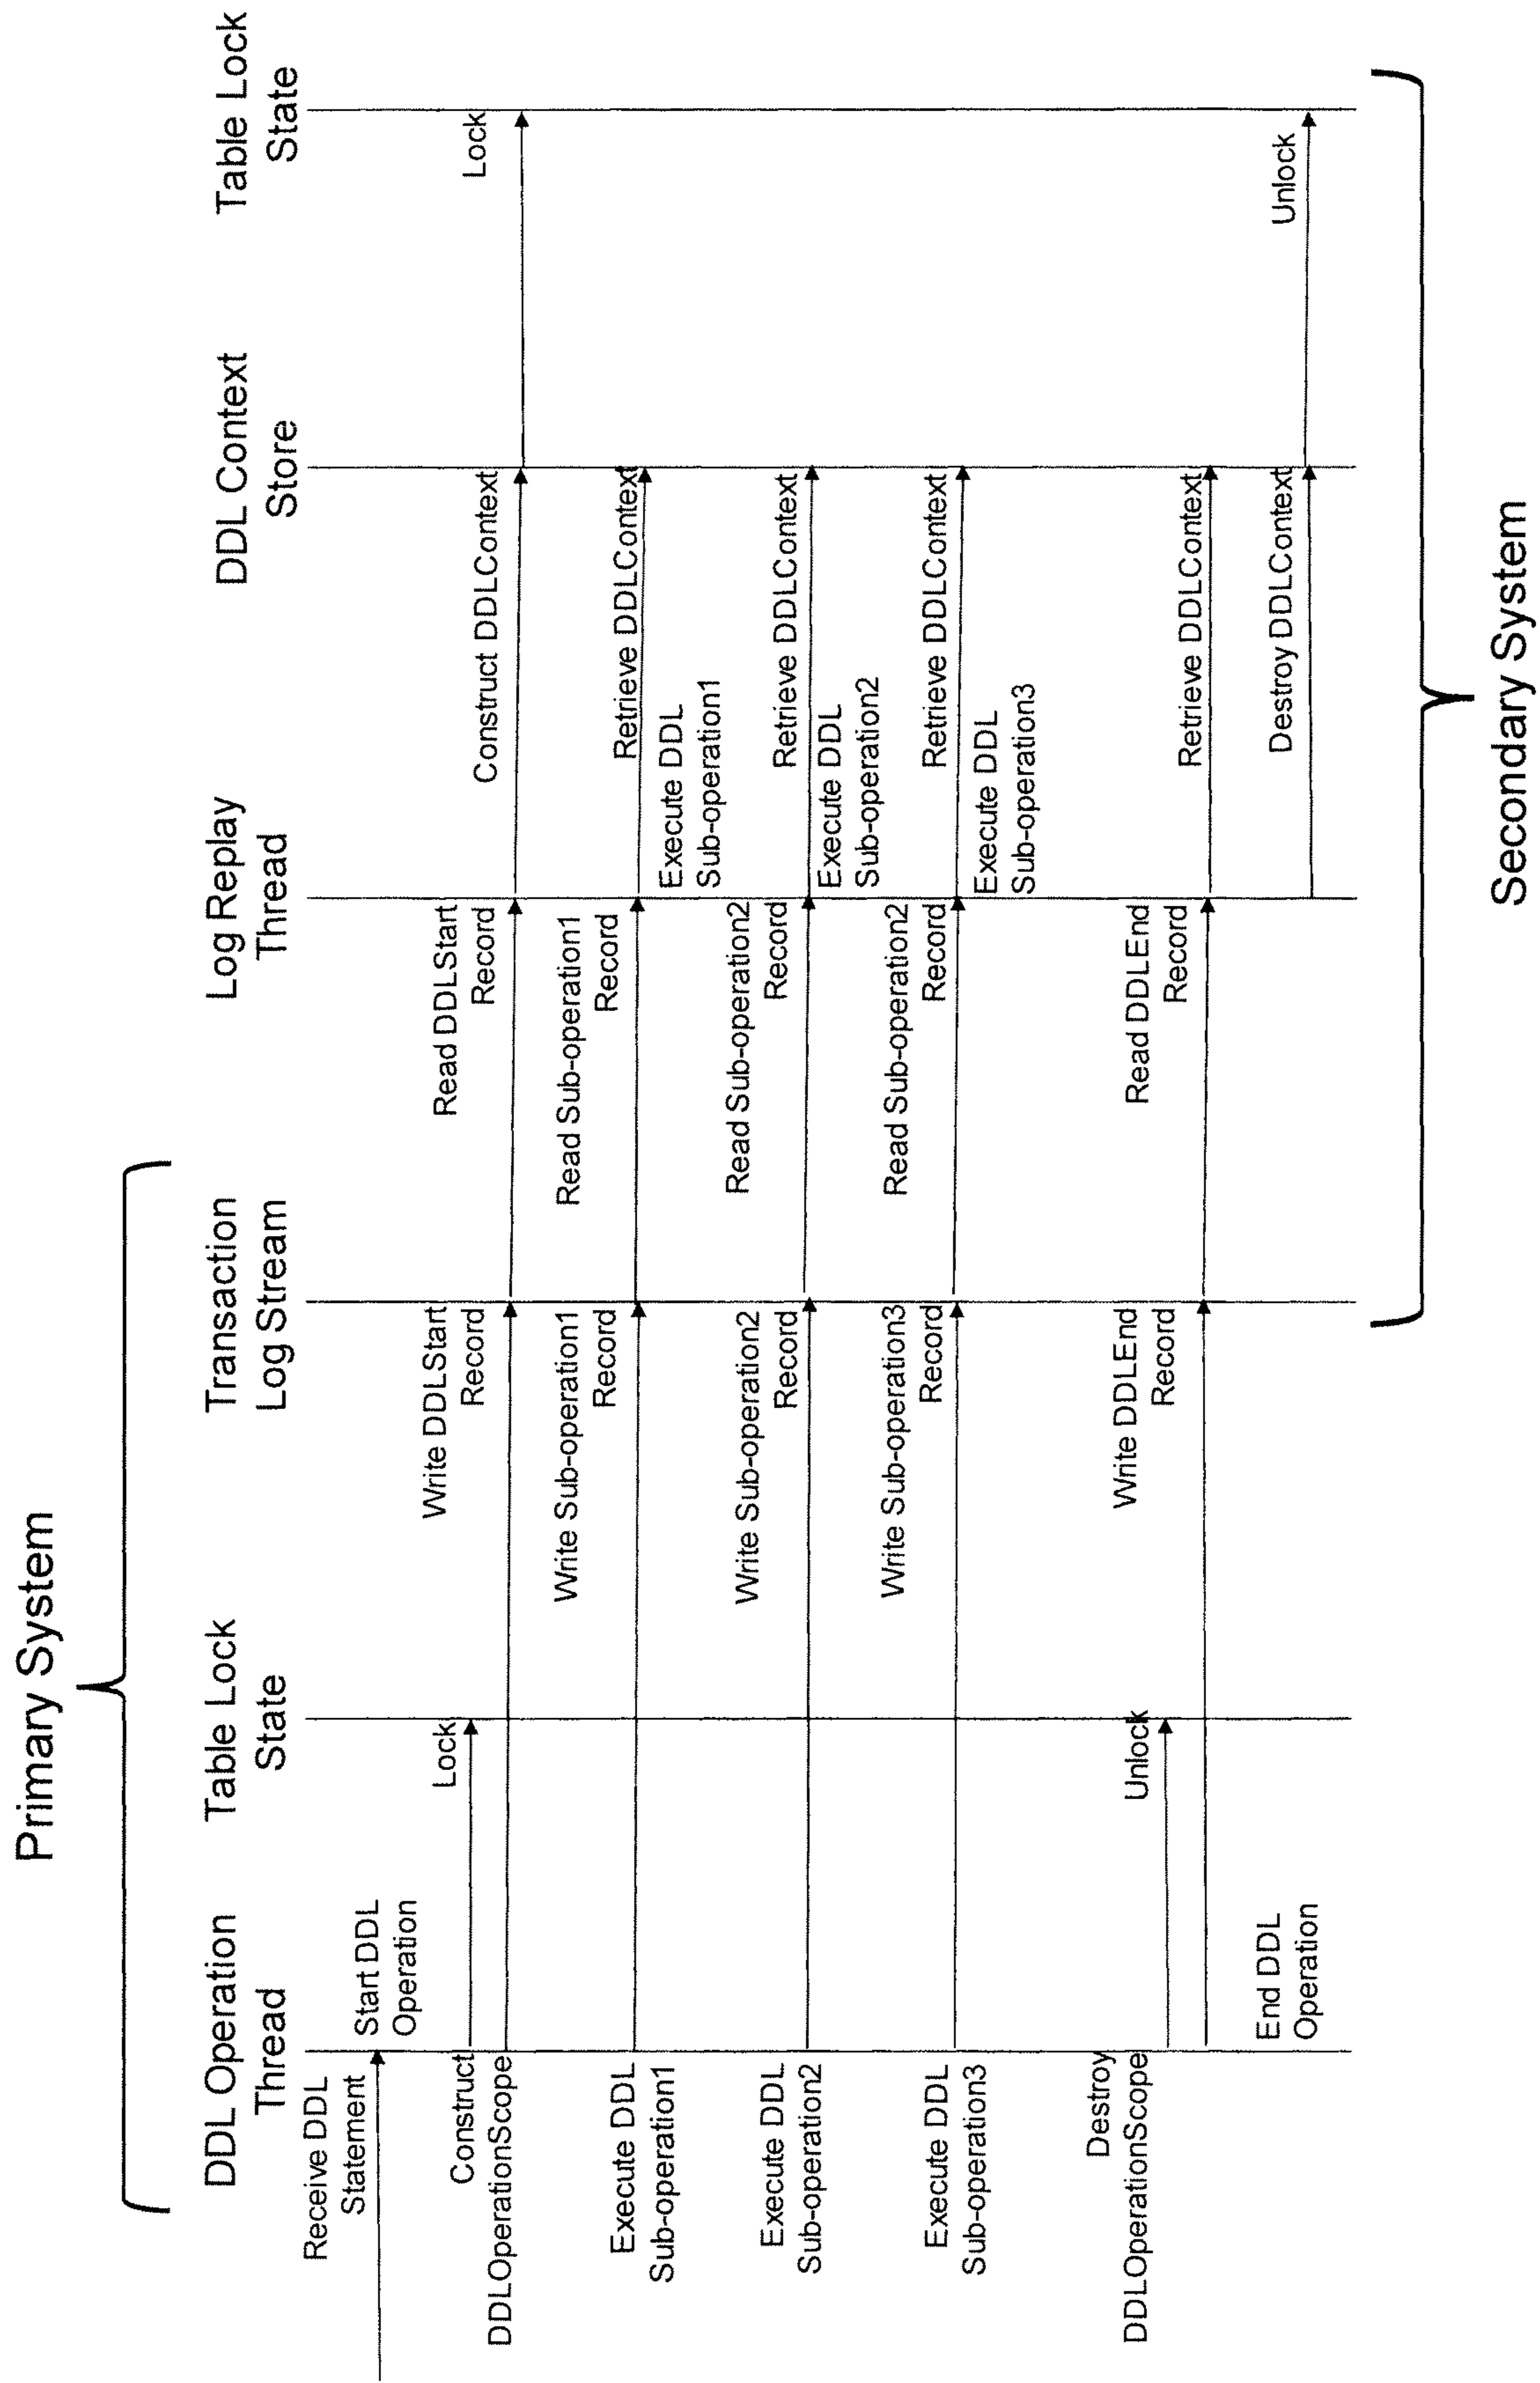 Primary System
DDL Operation
Thread
Table Lock
State
Transaction
Log Stream
Log Replay
Thread
DDL Context
Store
Table Lock
State
Receive DDL
Statement
Start DDL
Operation
Construct
DDLOperationScope
Lock
Write DDLStart
Record
Read DDLStart
Record
Construct DDLContext
Lock
Execute DDL
Sub-operation1
Write Sub-operation1
Record
Read Sub-operation1
Record
Retrieve DDLContext
Execute DDL
Sub-operation1
Execute DDL
Sub-operation2
Write Sub-operation2
Record
Read Sub-operation2
Record
Retrieve DDLContext
Execute DDL
Sub-operation2
Execute DDL
Sub-operation3
Write Sub-operation3
Record
Read Sub-operation2
Record
Retrieve DDLContext
Execute DDL
Sub-operation3
Destroy
DDLOperationScope
Unlock
Write DDLEnd
Record
Read DDLEnd
Record
Retrieve DDLContext
End DDL
Operation
Destroy DDLContext
Unlock
Secondary System